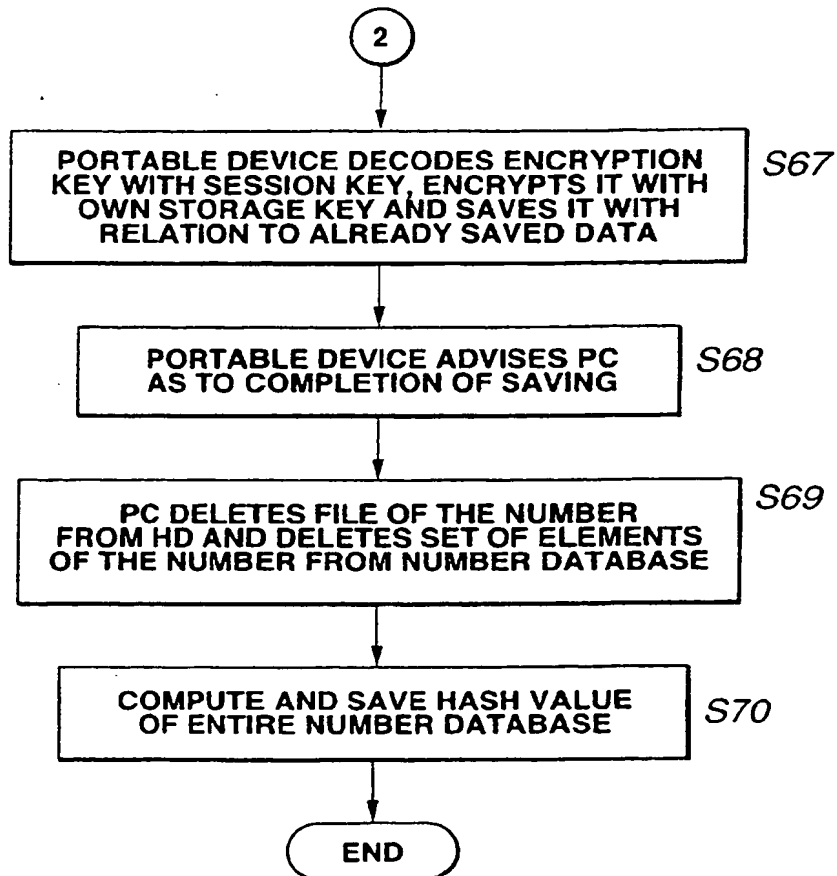 2
PORTABLE DEVICE DECODES ENCRYPTION
KEY WITH SESSION KEY, ENCRYPTS IT WITH
OWN STORAGE KEY AND SAVES IT WITH
RELATION TO ALREADY SAVED DATA
S67
PORTABLE DEVICE ADVISES PC
AS TO COMPLETION OF SAVING
S68
PC DELETES FILE OF THE NUMBER
FROM HD AND DELETES SET OF ELEMENTS
OF THE NUMBER FROM NUMBER DATABASE
S69
COMPUTE AND SAVE HASH VALUE
OF ENTIRE NUMBER DATABASE
S70
END